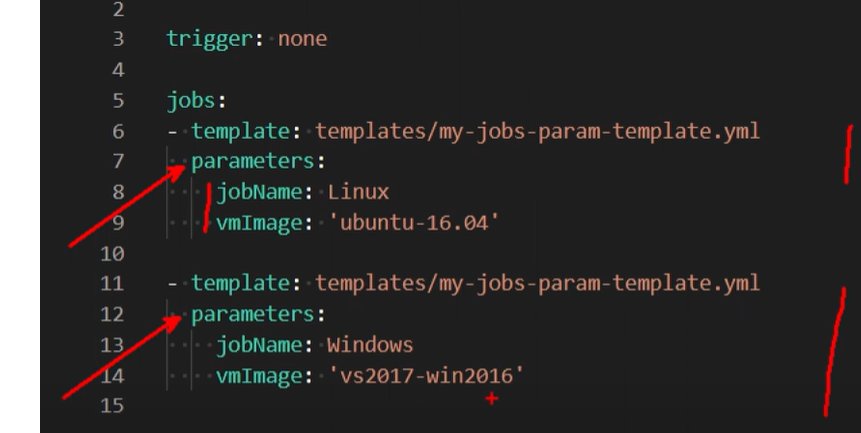 2
3 trigger: none
4
5 jobs:
6 - template: templates/my-jobs-param-template.yml
7 parameters:
8 jobName: Linux
9 vmImage: 'ubuntu-16.04'
10
11 - template: templates/my-jobs-param-template.yml
12 parameters:
13 jobName: Windows
14 vmImage: 'vs2017-win2016'
15